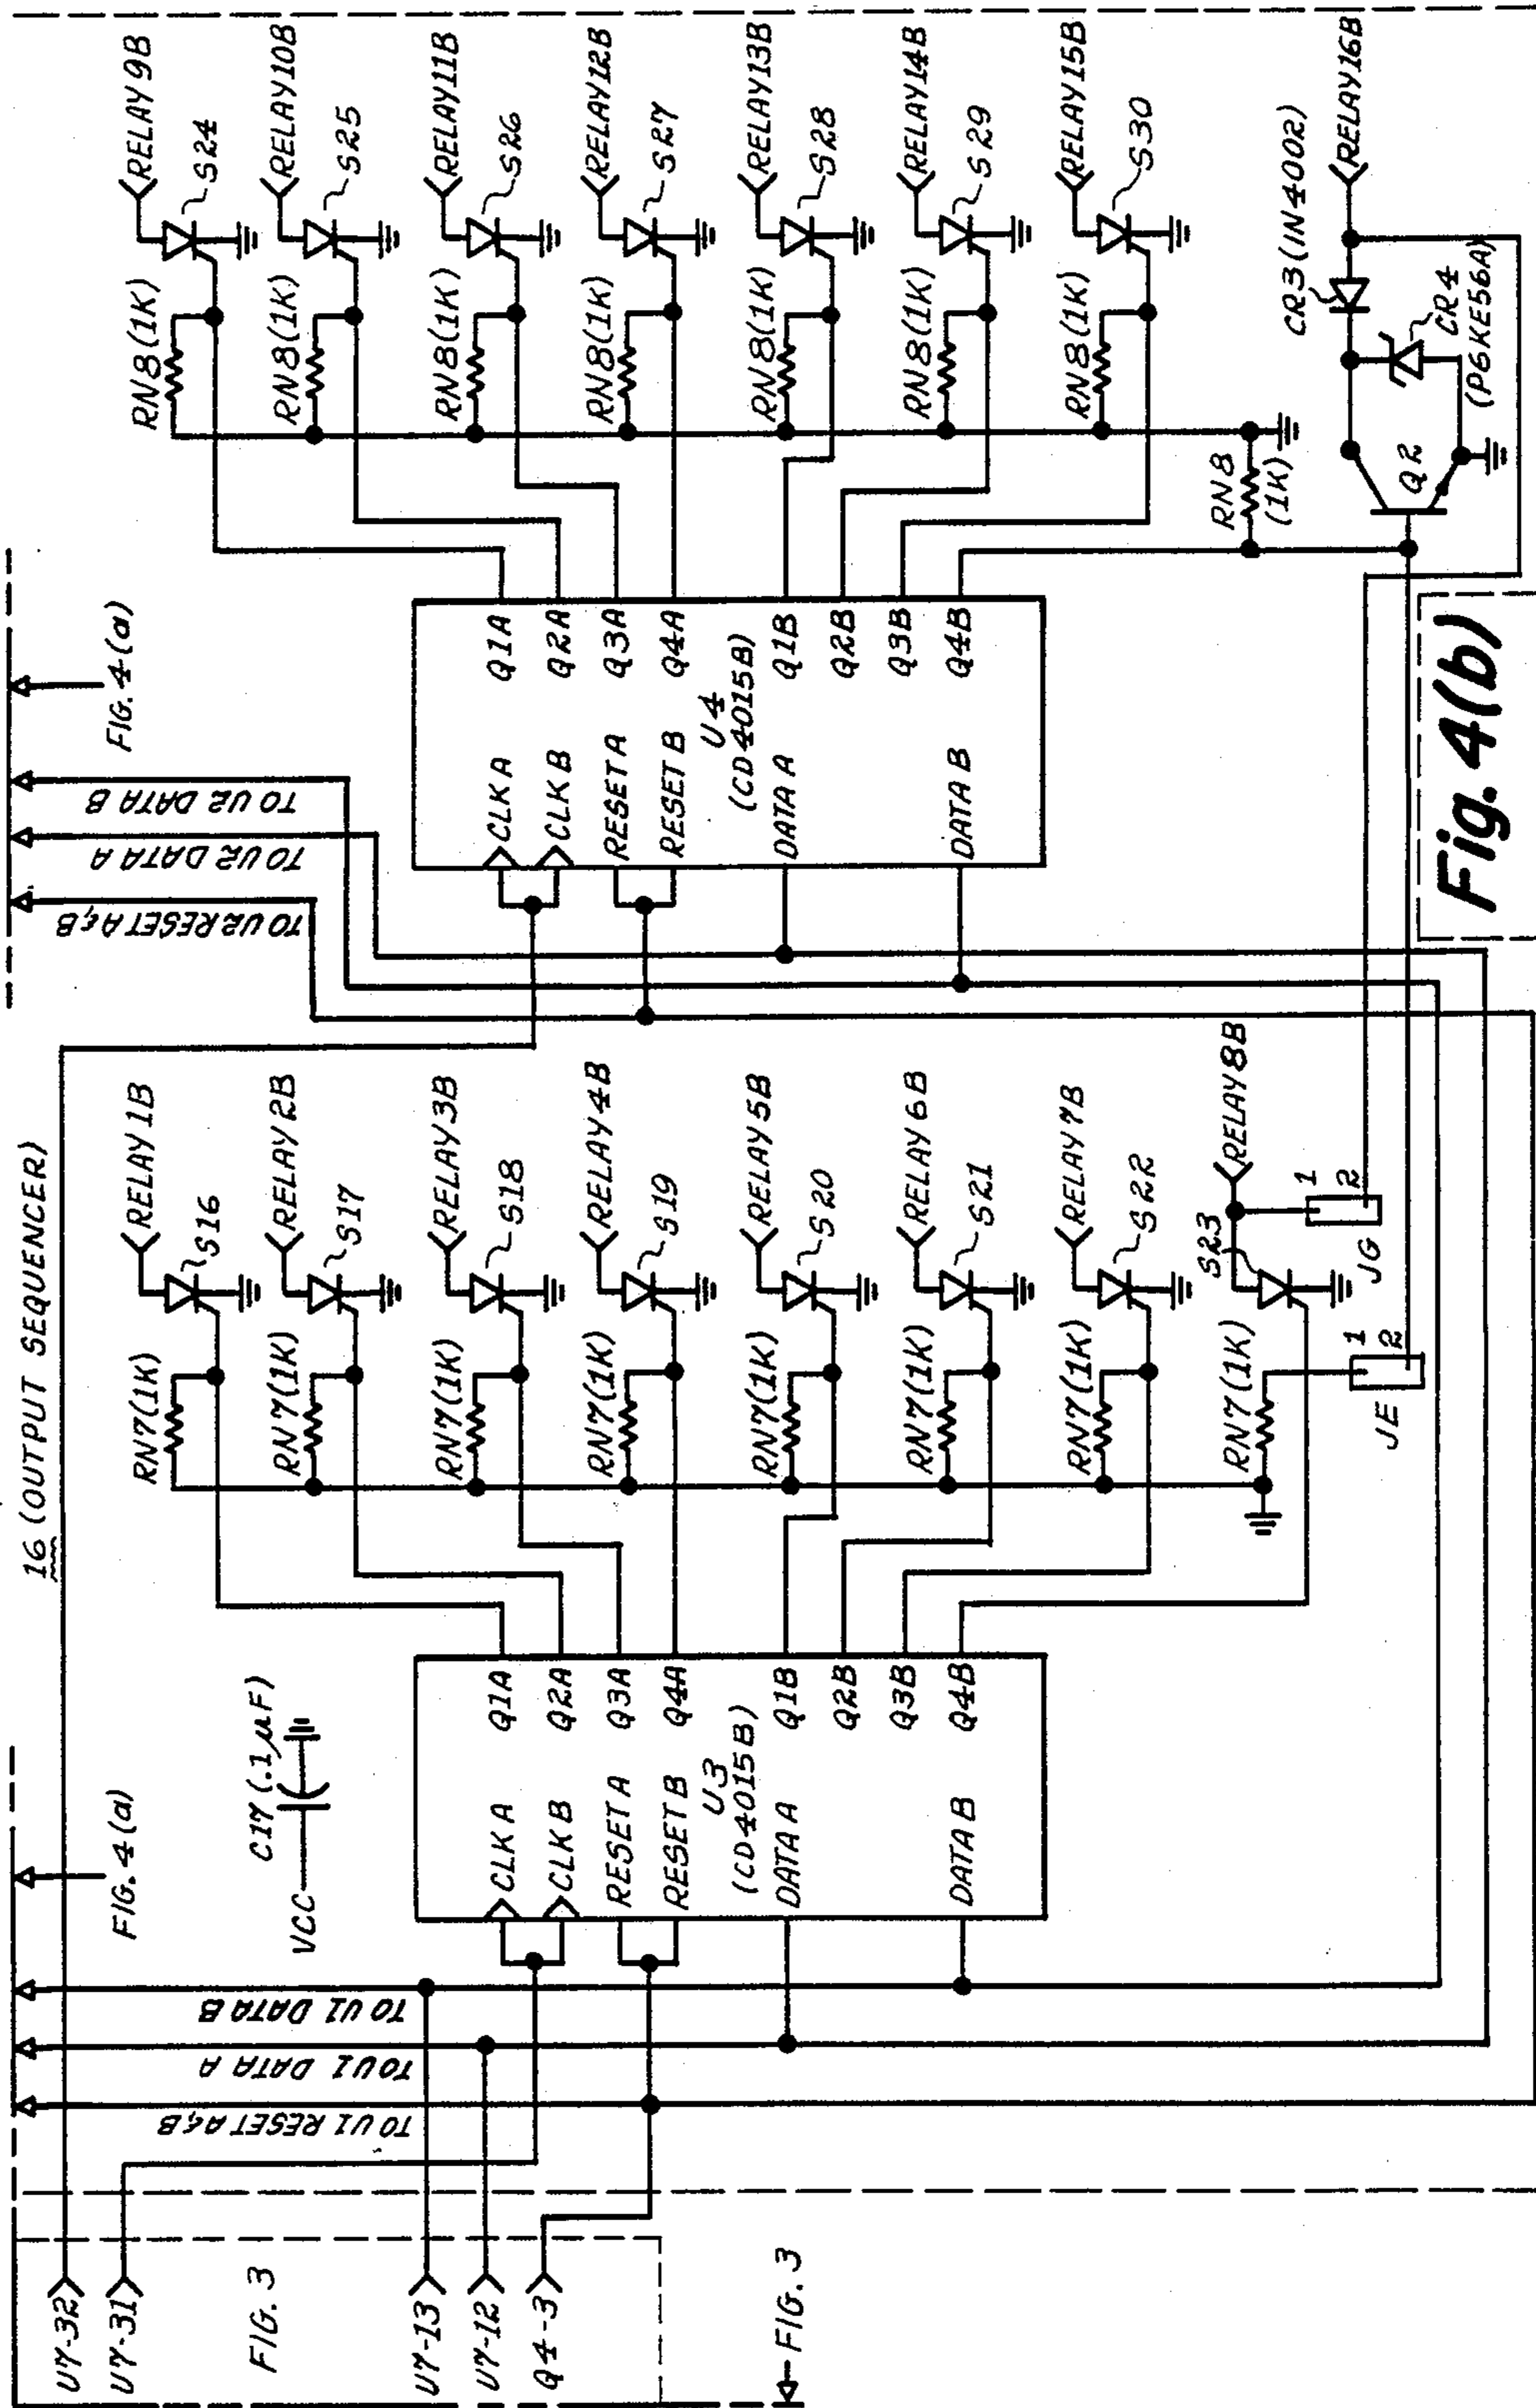 16 (OUTPUT SEQUENCER)
U7-32
U7-31
FIG. 3
U7-13
U7-12
Q4-3
FIG. 3
TO U1 RESET A&B
TO U1 DATA A
TO U1 DATA B
FIG. 4(a)
VCC
C17 (.1µF)
CLK A
CLK B
RESET A
RESET B
U3
(CD4015B)
DATA A
DATA B
Q1A
Q2A
Q3A
Q4A
Q1B
Q2B
Q3B
Q4B
RN7(1K)
RN7(1K)
RN7(1K)
RN7(1K)
RN7(1K)
RN7(1K)
RN7(1K)
RN7(1K)
RELAY 1B
S16
RELAY 2B
S17
RELAY 3B
S18
RELAY 4B
S19
RELAY 5B
S20
RELAY 6B
S21
RELAY 7B
S22
RELAY 8B
S23
1
2
JG
1
2
JE
TO U2 RESET A&B
TO U2 DATA A
TO U2 DATA B
FIG. 4(a)
CLK A
CLK B
RESET A
RESET B
U4
(CD4015B)
DATA A
DATA B
Q1A
Q2A
Q3A
Q4A
Q1B
Q2B
Q3B
Q4B
RN8(1K)
RN8(1K)
RN8(1K)
RN8(1K)
RN8(1K)
RN8(1K)
RN8(1K)
RN8
(1K)
RELAY 9B
S24
RELAY 10B
S25
RELAY 11B
S26
RELAY 12B
S27
RELAY 13B
S28
RELAY 14B
S29
RELAY 15B
S30
RELAY 16B
CR3(IN4002)
CR4
(P6KE56A)
Q2
Fig. 4(b)